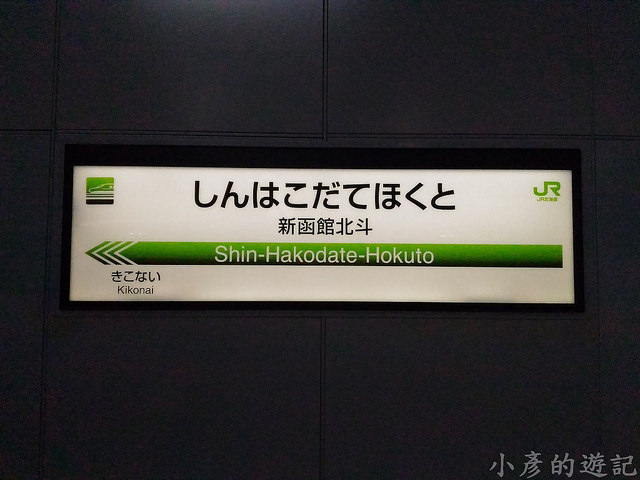 しんはこだてほくと
JR
JR北海道
新函館北斗
Shin-Hakodate-Hokuto
きこない
Kikonai
小彥的遊記